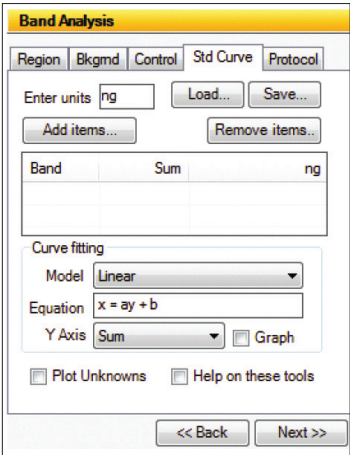 Band Analysis
Region Bkgrnd Control Std Curve Protocol
Enter units ng Load... Save...
Add items... Remove items..
Band Sum ng
Curve fitting
Model Linear
Equation x = ay + b
Y Axis Sum Graph
Plot Unknowns Help on these tools
<< Back Next >>